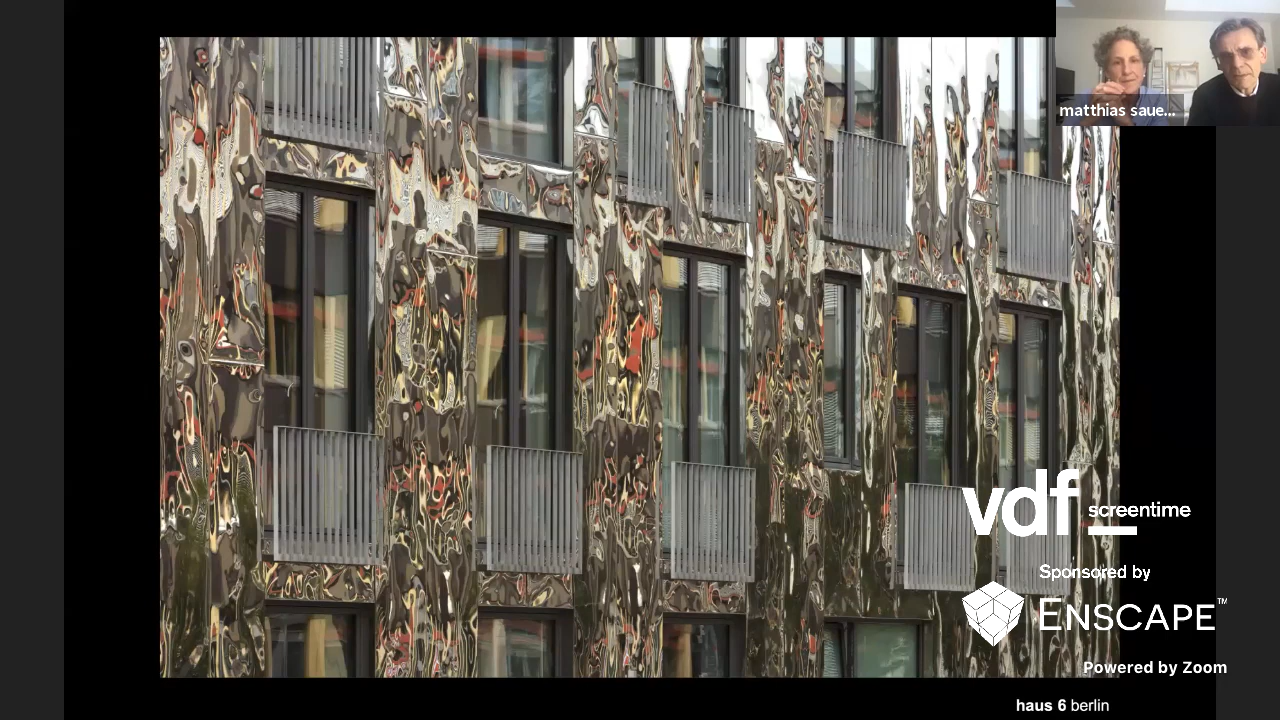 matthias saue...
vdf screentime
Sponsored by
ENSCAPE™
Powered by Zoom
haus 6 berlin